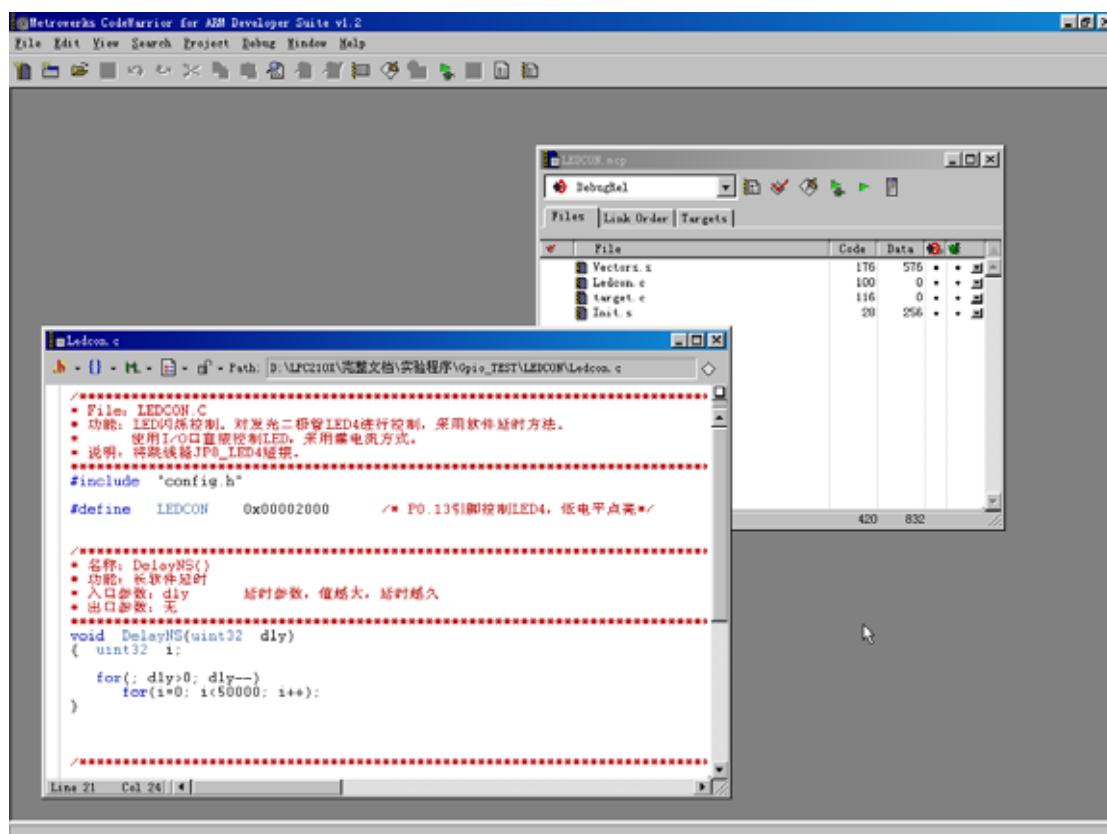 Metrowerks CodeWarrior for ARM Developer Suite v1.2
File Edit View Search Project Debug Window Help
LEDCON.mcp
DebugRel
Files Link Order Targets
File Code Data
Vectors.s 176 576
Ledcon.c 100 0
target.c 116 0
Init.s 28 256
420 832
Ledcon.c
Path: D:\LPC210X\完整文档\实验程序\Gpio_TEST\LEDCON\Ledcon.c
/****************************************************************************
* File: LEDCON.C
* 功能: LED闪烁控制。对发光二极管LED4进行控制, 采用软件延时方法。
* 使用I/O口直接控制LED, 采用灌电流方式。
* 说明: 将跳线器JP8_LED4短接。
****************************************************************************
#include "config.h"
#define LEDCON 0x00002000 /* P0.13引脚控制LED4, 低电平点亮*/
/****************************************************************************
* 名称: DelayNS()
* 功能: 长软件延时
* 入口参数: dly 延时参数, 值越大, 延时越久
* 出口参数: 无
****************************************************************************
void DelayNS(uint32 dly)
{ uint32 i;
for(; dly>0; dly--)
for(i=0; i<50000; i++);
}
/****************************************************************************
Line 21 Col 24